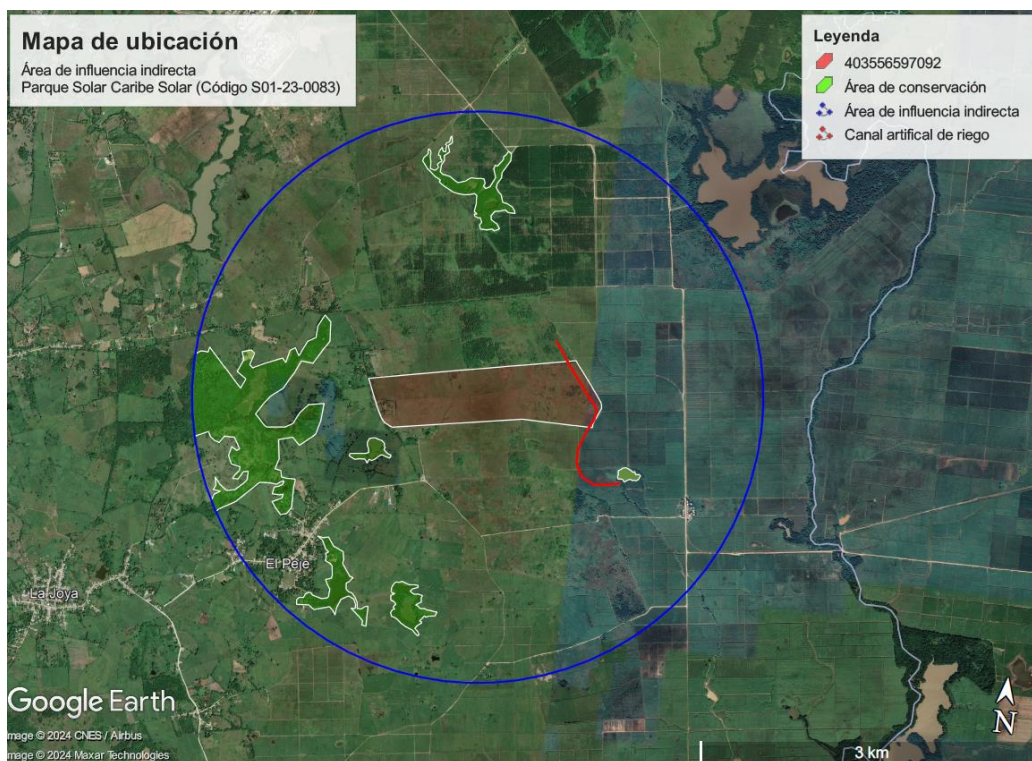 Mapa de ubicación
Área de influencia indirecta
Parque Solar Caribe Solar (Código S01-23-0083)
Leyenda
403556597092
Área de conservación
Área de influencia indirecta
Canal artifical de riego
El Peje
La Joya
Google Earth
mage © 2024 CNES / Airbus
mage © 2024 Maxar Technologies
N
3 km